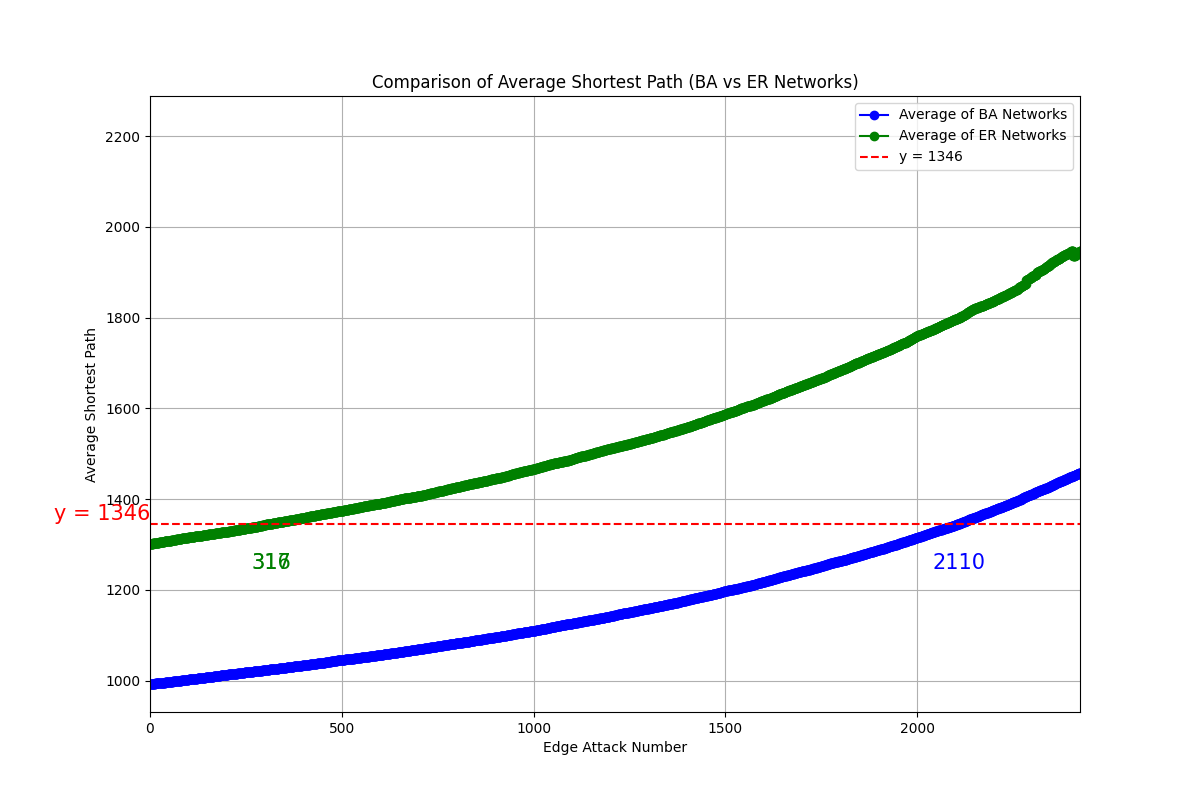 Comparison of Average Shortest Path (BA vs ER Networks)
Average of BA Networks
Average of ER Networks
y = 1346
2200
2000
1800
1600
1400
1200
1000
Average Shortest Path
y = 1346
2110
0
500
1000
1500
2000
Edge Attack Number